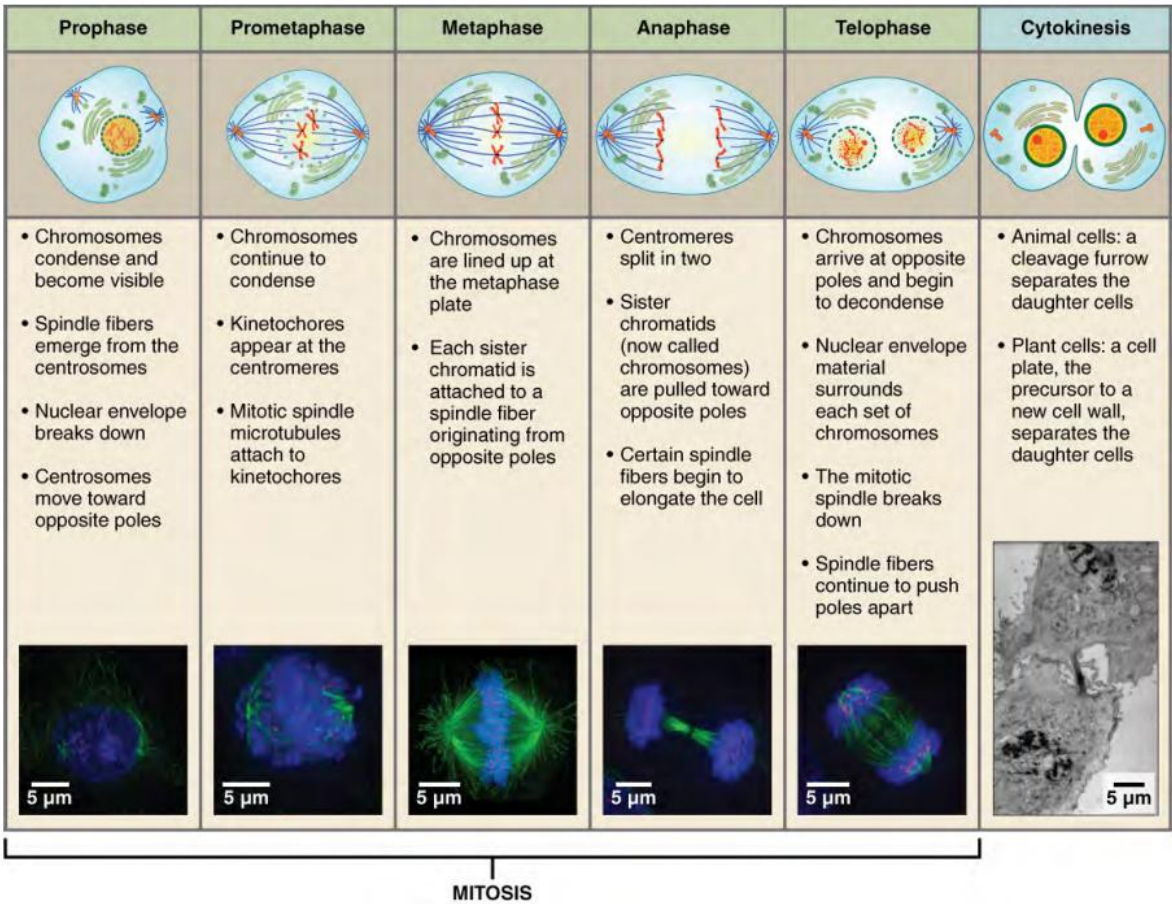 Prophase
Prometaphase
Metaphase
Anaphase
Telophase
Cytokinesis
• Chromosomes
condense and
become visible
• Spindle fibers
emerge from the
centrosomes
• Nuclear envelope
breaks down
• Centrosomes
move toward
opposite poles
• Chromosomes
continue to
condense
• Kinetochores
appear at the
centromeres
• Mitotic spindle
microtubules
attach to
kinetochores
• Chromosomes
are lined up at
the metaphase
plate
• Each sister
chromatid is
attached to a
spindle fiber
originating from
opposite poles
• Centromeres
split in two
• Sister
chromatids
(now called
chromosomes)
are pulled toward
opposite poles
• Certain spindle
fibers begin to
elongate the cell
• Chromosomes
arrive at opposite
poles and begin
to decondense
• Nuclear envelope
material
surrounds
each set of
chromosomes
• The mitotic
spindle breaks
down
• Spindle fibers
continue to push
poles apart
• Animal cells: a
cleavage furrow
separates the
daughter cells
• Plant cells: a cell
plate, the
precursor to a
new cell wall,
separates the
daughter cells
5 µm
5 µm
5 µm
5 µm
5 µm
5 µm
MITOSIS